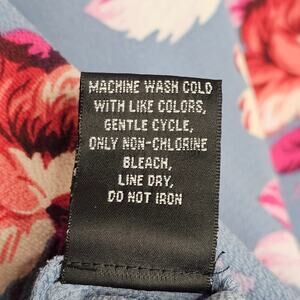 MACHINE WASH COLD
WITH LIKE COLORS,
GENTLE CYCLE,
ONLY NON-CHLORINE
BLEACH,
LINE DRY,
DO NOT IRON